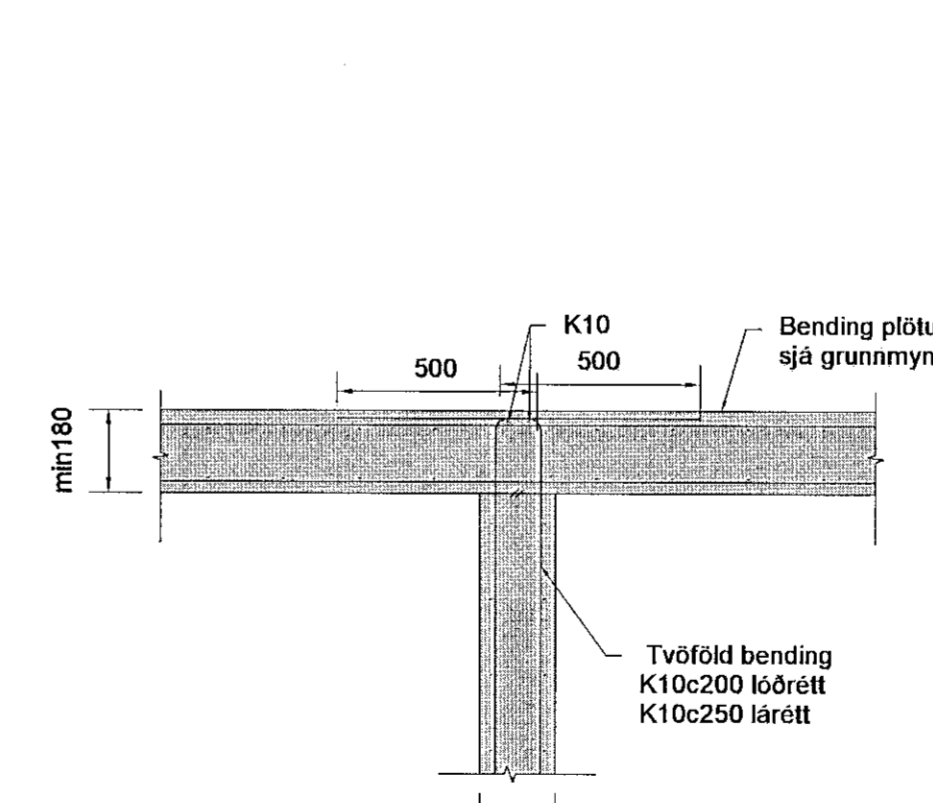 K10
Bending plötu
sjá grunnmyn
500
500
min180
Tvöföld bending
K10c200 lóðrétt
K10c250 lárétt